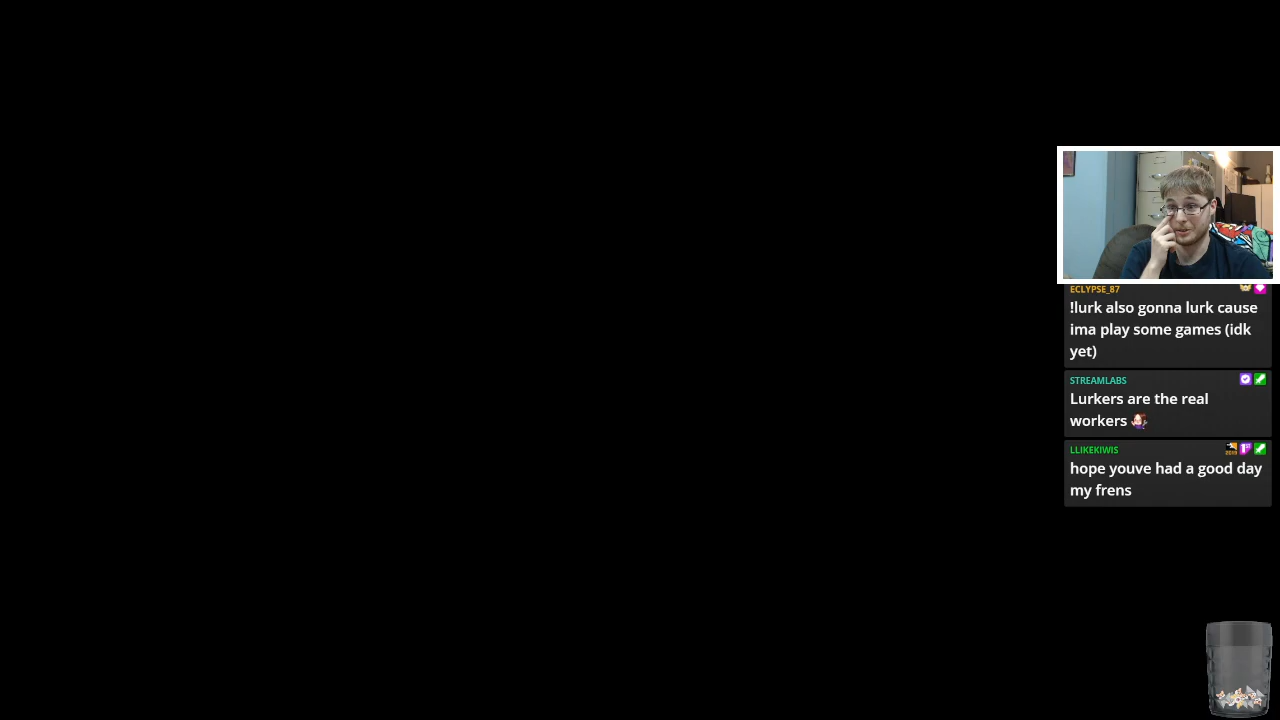 ECLYPSE_87
!lurk also gonna lurk cause
ima play some games (idk
yet)
STREAMLABS
Lurkers are the real
workers
LLIKEKIWIS
hope youve had a good day
my frens